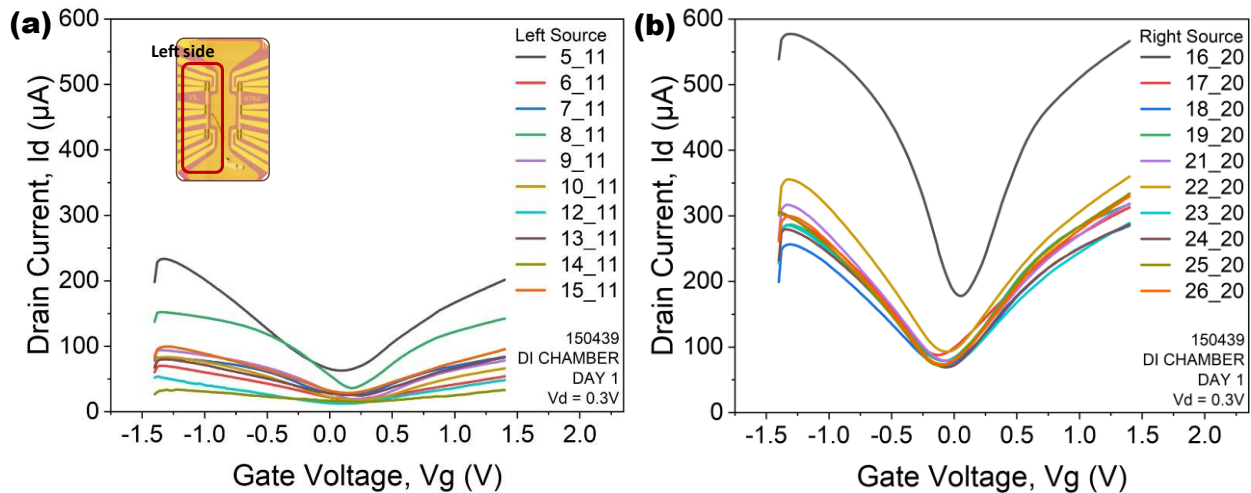 (a)
600
500
400
300
200
100
0
Drain Current, Id (µA)
-1.5 -1.0 -0.5 0.0 0.5 1.0 1.5 2.0
Gate Voltage, Vg (V)
Left side
Left Source
5_11
6_11
7_11
8_11
9_11
10_11
12_11
13_11
14_11
15_11
150439
DI CHAMBER
DAY 1
Vd = 0.3V
(b)
600
500
400
300
200
100
0
Drain Current, Id (µA)
-1.5 -1.0 -0.5 0.0 0.5 1.0 1.5 2.0
Gate Voltage, Vg (V)
Right Source
16_20
17_20
18_20
19_20
21_20
22_20
23_20
24_20
25_20
26_20
150439
DI CHAMBER
DAY 1
Vd = 0.3V